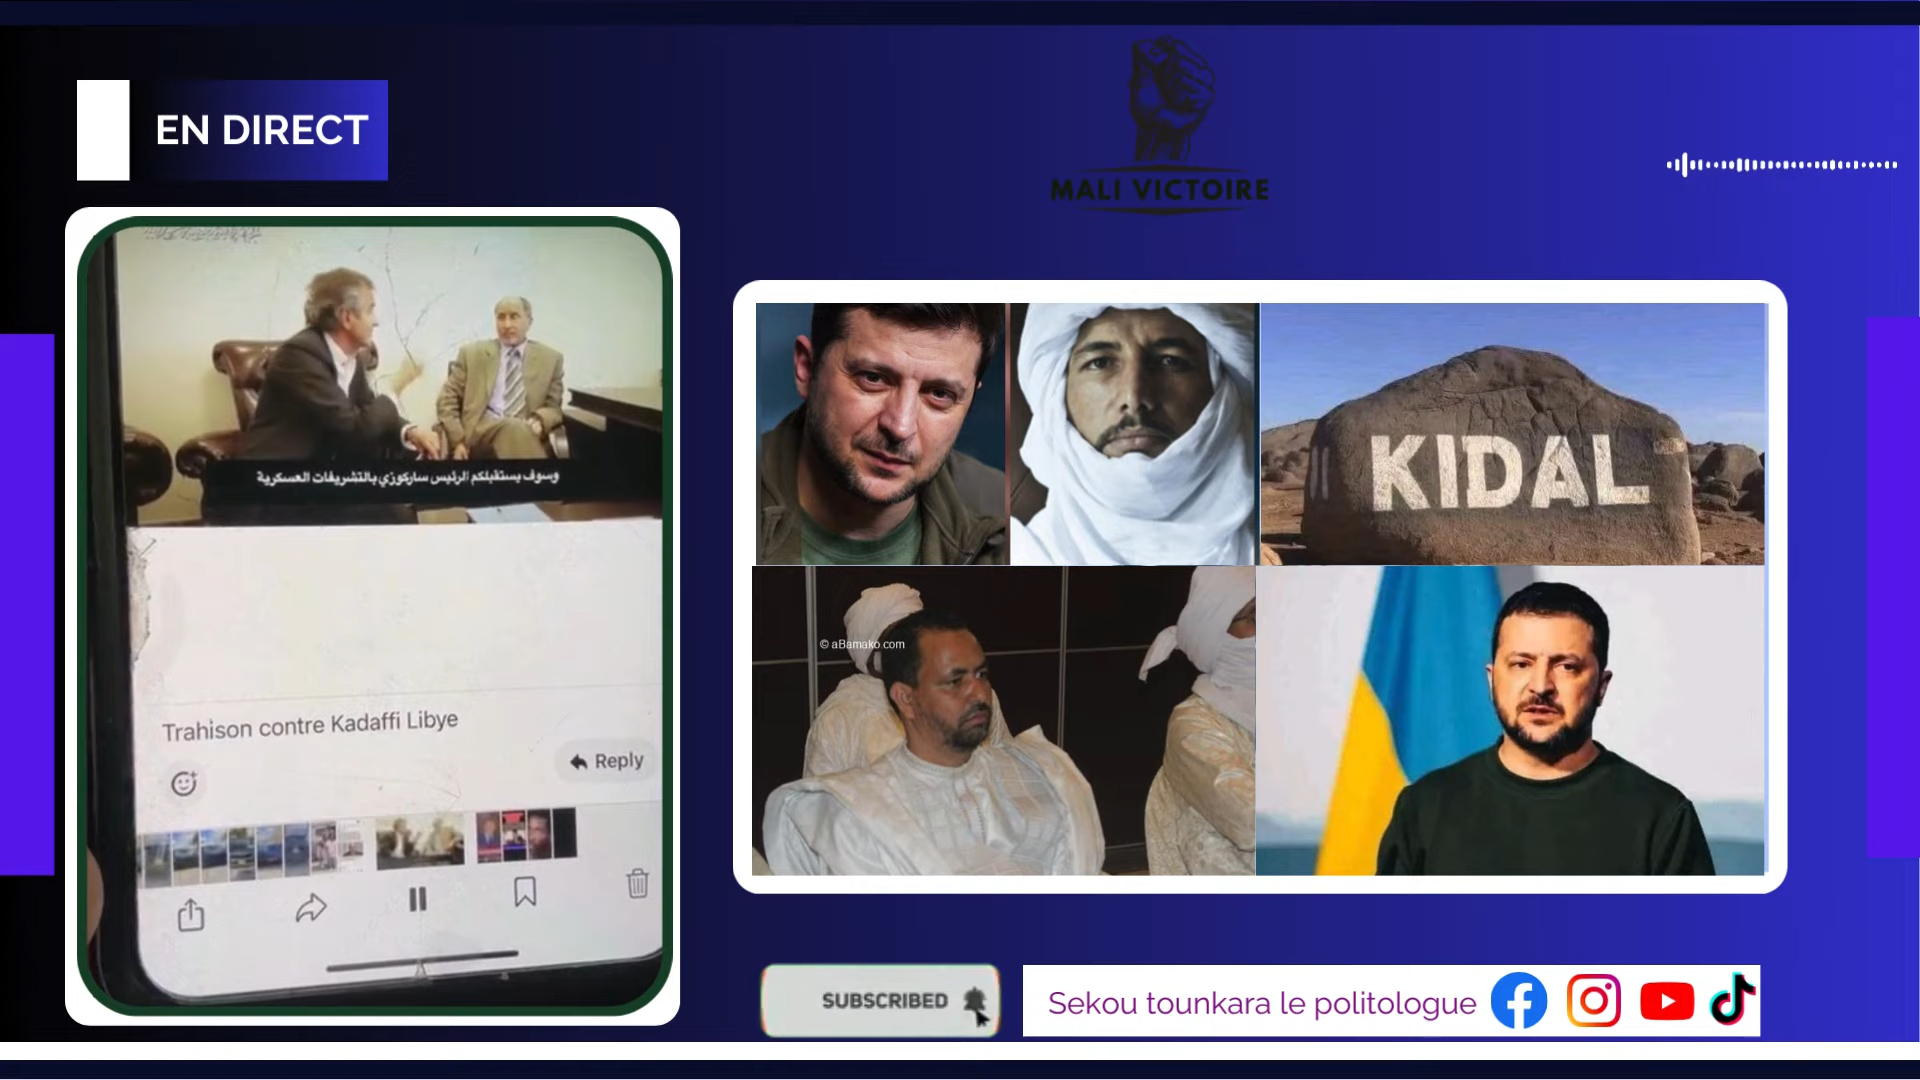 EN DIRECT
MALI VICTOIRE
وسوف يستقبلكم الرئيس ساركوزي بالتشريفات العسكرية
Trahison contre Kadaffi Libye
Reply
KIDAL
© aBamako.com
SUBSCRIBED
Sekou tounkara le politologue